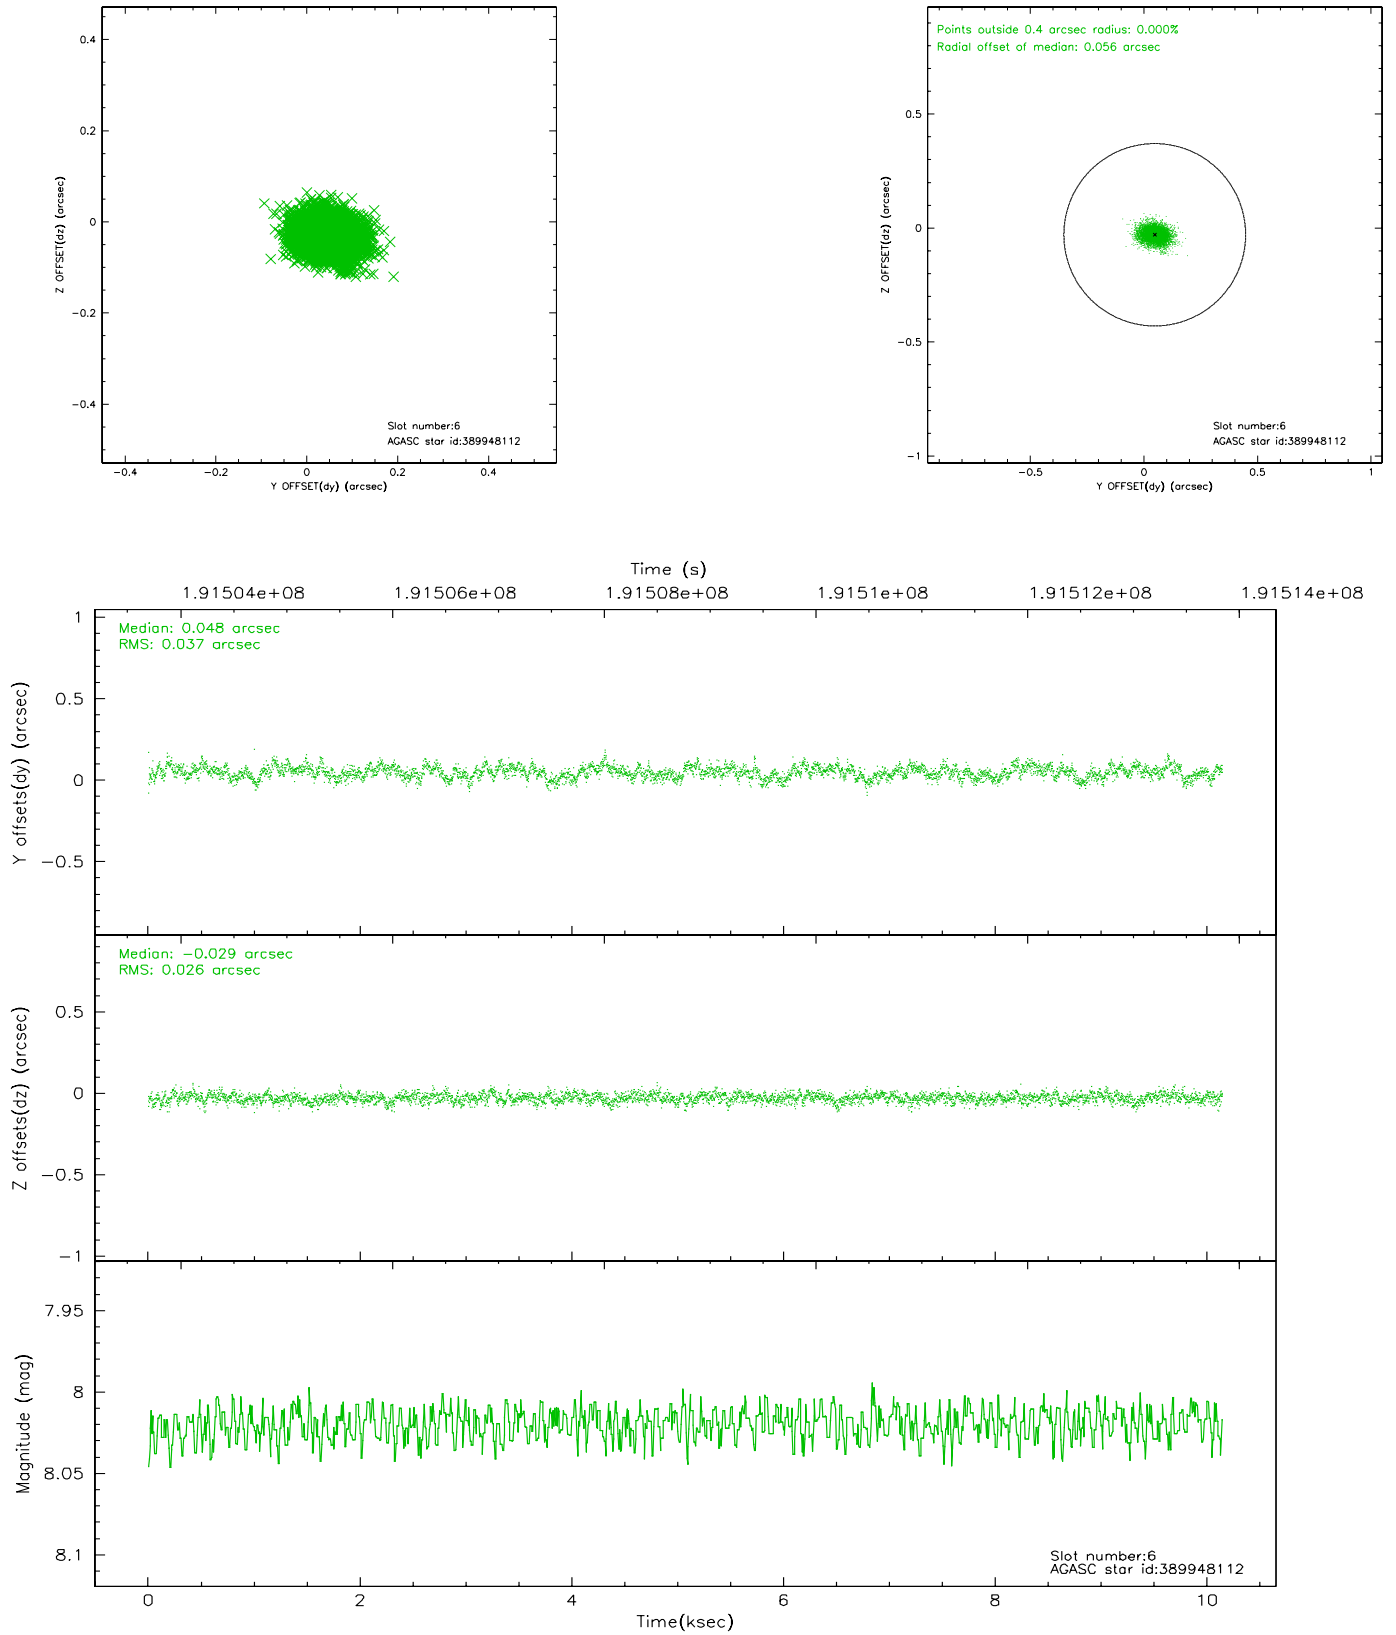 0.4
0.2
0
−0.2
−0.4
Z OFFSET(dz) (arcsec)
Slot number:6
AGASC star id:389948112
−0.4 −0.2 0 0.2 0.4
Y OFFSET(dy) (arcsec)
Points outside 0.4 arcsec radius: 0.000%
Radial offset of median: 0.056 arcsec
0.5
0
−0.5
−1
Z OFFSET(dz) (arcsec)
Slot number:6
AGASC star id:389948112
−0.5 0 0.5 1
Y OFFSET(dy) (arcsec)
Time (s)
1.91504e+08 1.91506e+08 1.91508e+08 1.9151e+08 1.91512e+08 1.91514e+08
Median: 0.048 arcsec
RMS: 0.037 arcsec
1
0.5
0
−0.5
Y offsets(dy) (arcsec)
Median: −0.029 arcsec
RMS: 0.026 arcsec
0.5
0
−0.5
−1
Z offsets(dz) (arcsec)
7.95
8
8.05
8.1
Magnitude (mag)
Slot number:6
AGASC star id:389948112
0 2 4 6 8 10
Time(ksec)